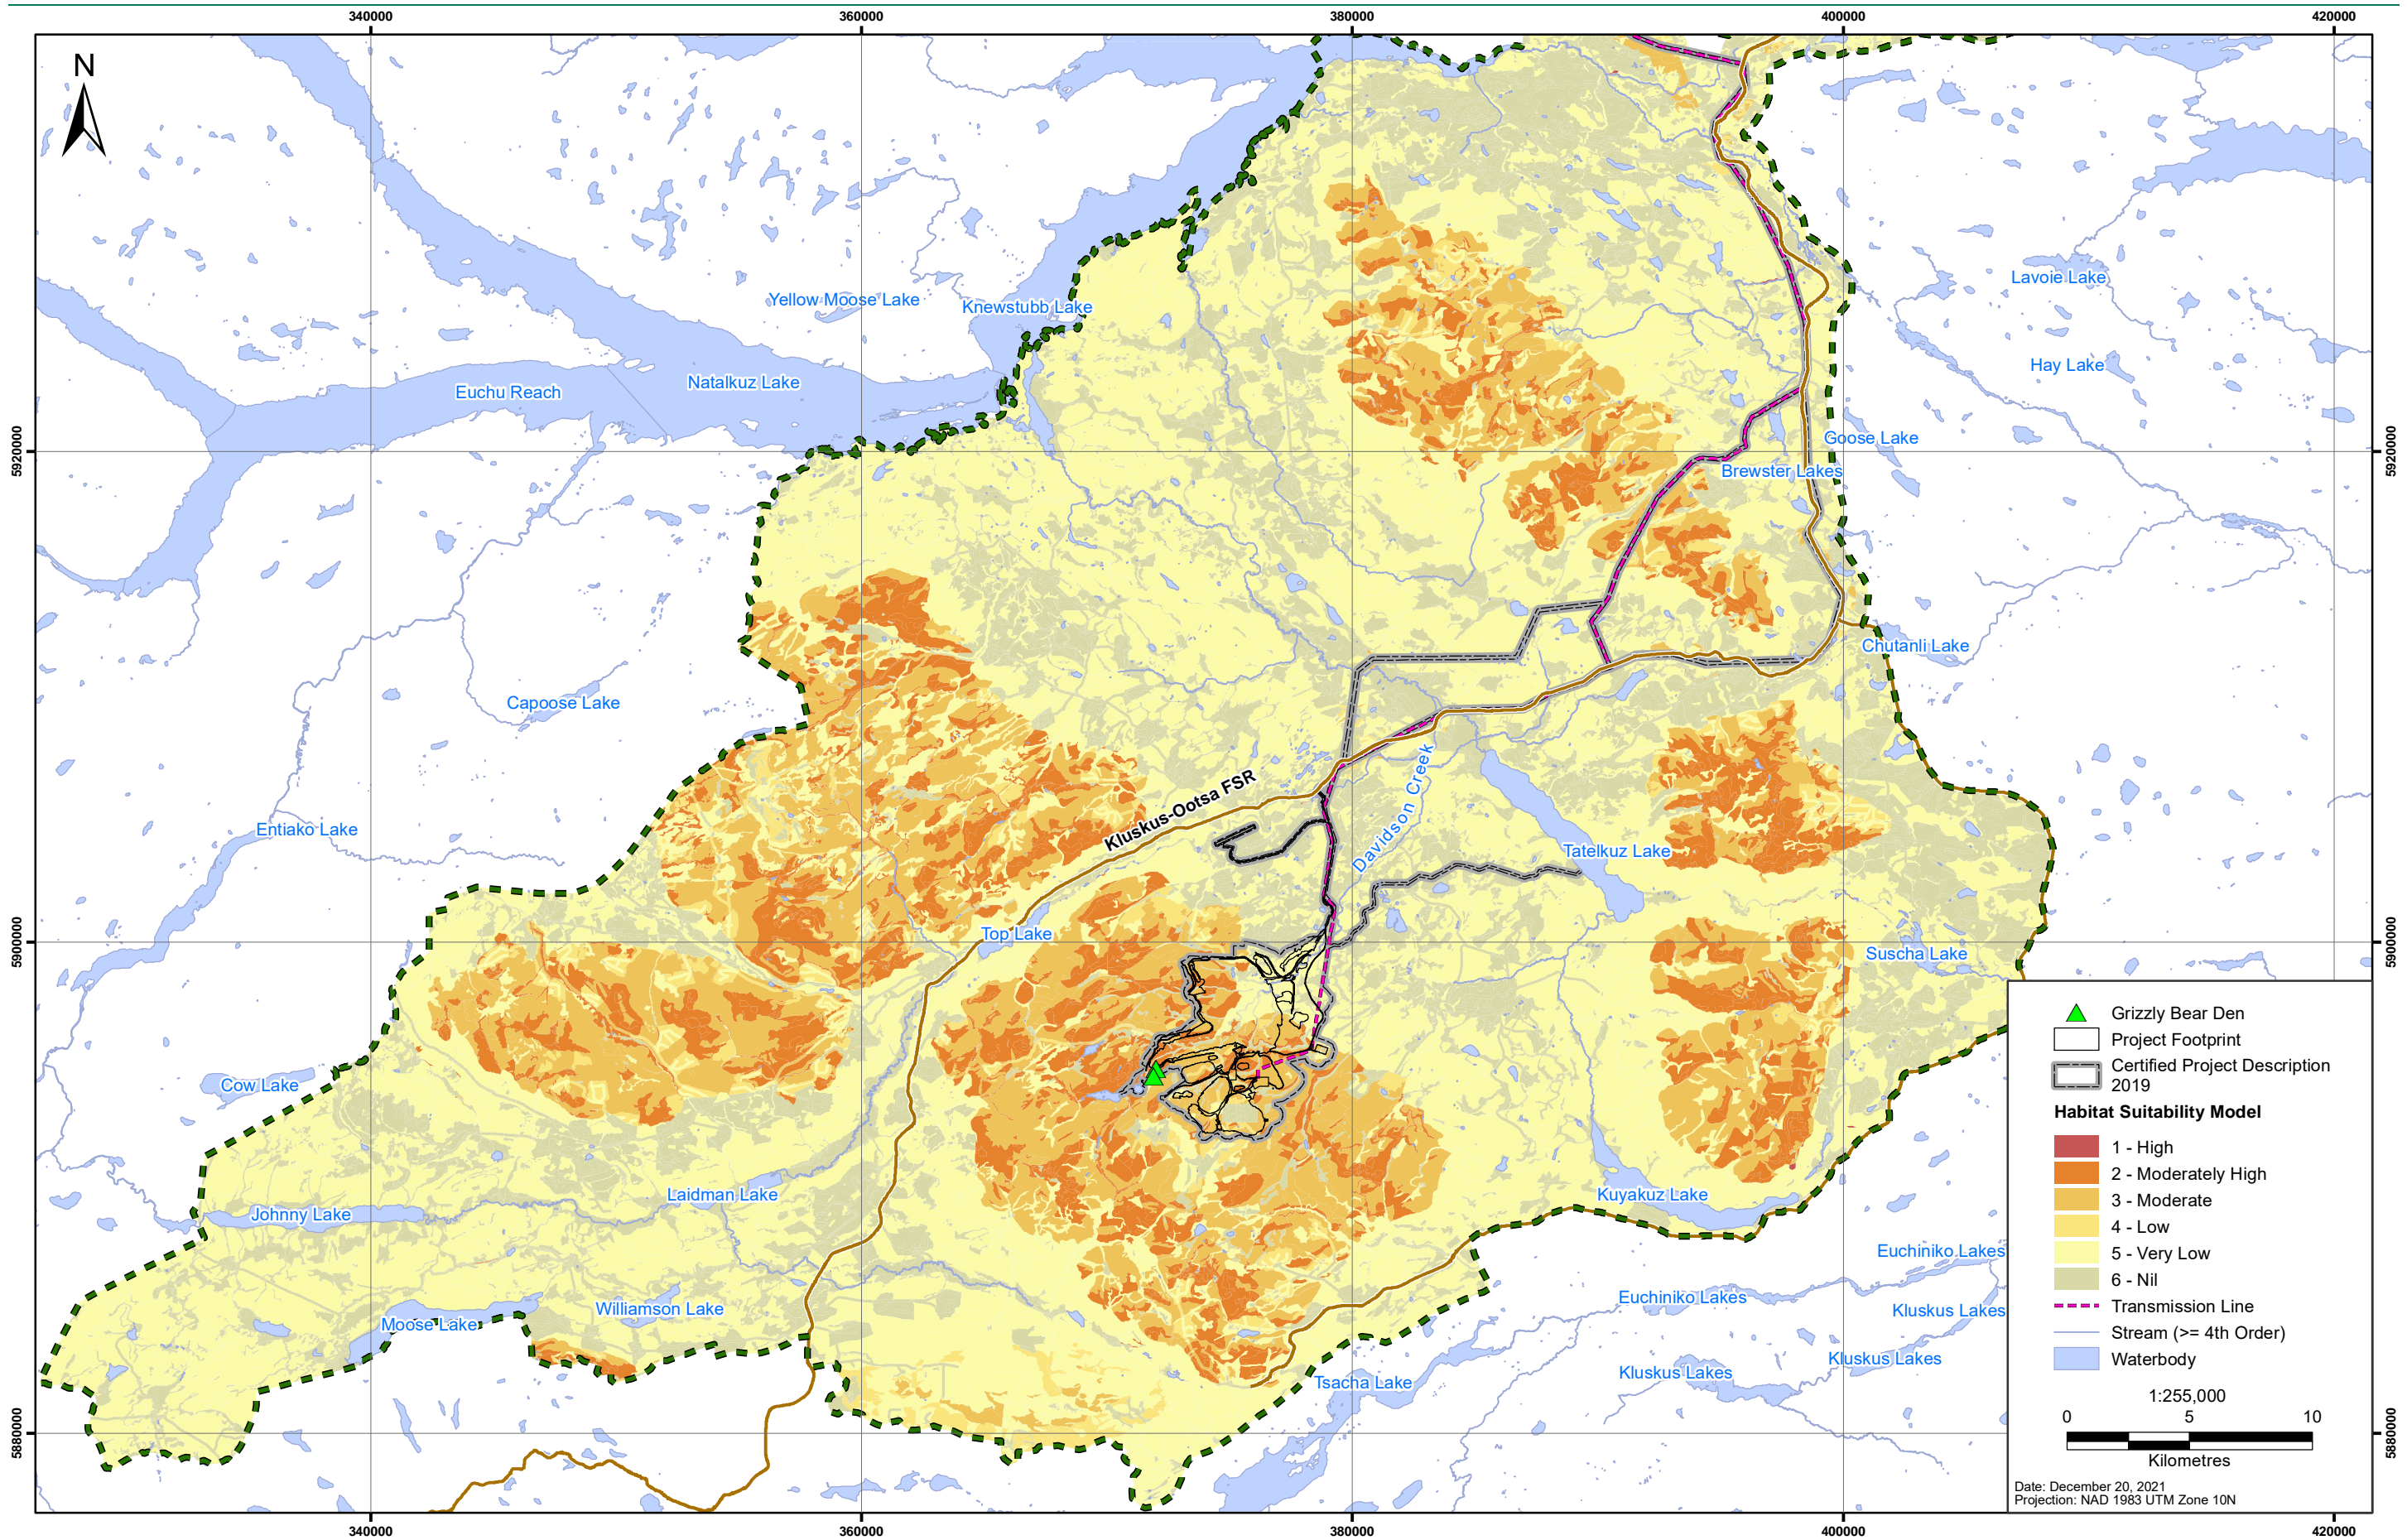 340000
360000
380000
400000
420000
N
Yellow Moose Lake
Knewstubb Lake
Lavoie Lake
Hay Lake
Natalkuz Lake
Euchu Reach
5920000
5920000
Goose Lake
Brewster Lakes
Chutanli Lake
Capoose Lake
Kluskus-Ootsa FSR
Davidson Creek
Entiako Lake
Tatelkuz Lake
5900000
5900000
Top Lake
Suscha Lake
Cow Lake
Laidman Lake
Kuyakuz Lake
Johnny Lake
Euchiniko Lakes
Euchiniko Lakes
Williamson Lake
Kluskus Lakes
Moose Lake
Kluskus Lakes
Kluskus Lakes
Tsacha Lake
5880000
5880000
Grizzly Bear Den
Project Footprint
Certified Project Description
2019
Habitat Suitability Model
1 - High
2 - Moderately High
3 - Moderate
4 - Low
5 - Very Low
6 - Nil
Transmission Line
Stream (>= 4th Order)
Waterbody
1:255,000
0 5 10
Kilometres
Date: December 20, 2021
Projection: NAD 1983 UTM Zone 10N
340000
360000
380000
400000
420000